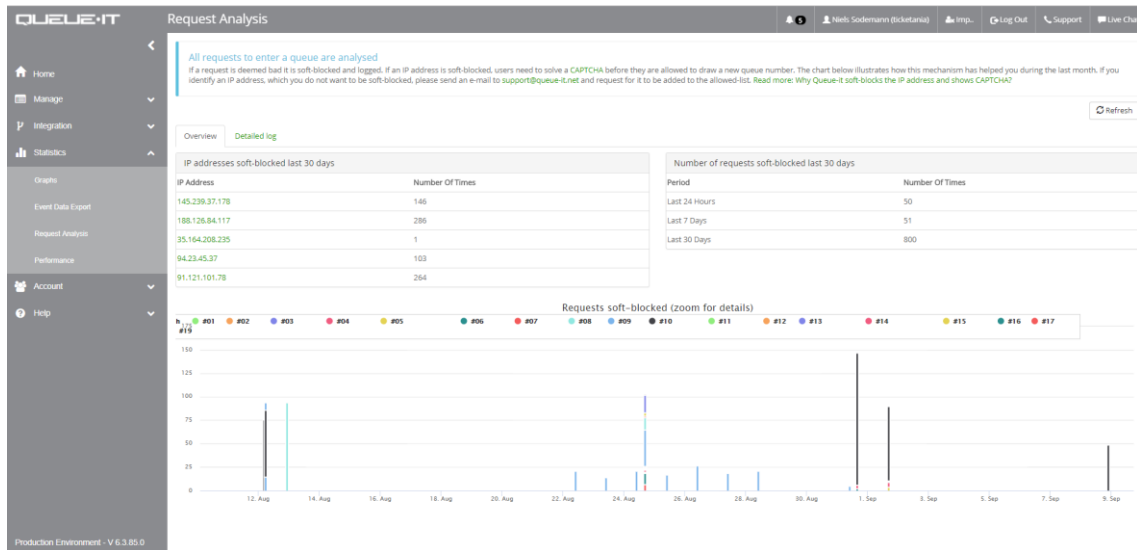 QUEUE-IT
Request Analysis
5
Niels Sodemann (ticketania)
Imp..
Log Out
Support
Live Chat
Home
Manage
Integration
Statistics
Graphs
Event Data Export
Request Analysis
Performance
Account
Help
Production Environment - V 6.3.85.0
All requests to enter a queue are analysed
If a request is deemed bad it is soft-blocked and logged. If an IP address is soft-blocked, users need to solve a CAPTCHA before they are allowed to draw a new queue number. The chart below illustrates how this mechanism has helped you during the last month. If you
identify an IP address, which you do not want to be soft-blocked, please send an e-mail to support@queue-it.net and request for it to be added to the allowed-list. Read more: Why Queue-it soft-blocks the IP address and shows CAPTCHA?
Refresh
Overview Detailed log
IP addresses soft-blocked last 30 days
IP Address Number Of Times
145.239.37.178 146
188.126.84.117 286
35.164.208.235 1
94.23.45.37 103
91.121.101.78 264
Number of requests soft-blocked last 30 days
Period Number Of Times
Last 24 Hours 50
Last 7 Days 51
Last 30 Days 800
Requests soft-blocked (zoom for details)
h #01 #02 #03 #04 #05 #06 #07 #08 #09 #10 #11 #12 #13 #14 #15 #16 #17
#19
175
150
125
100
75
50
25
0
12. Aug 14. Aug 16. Aug 18. Aug 20. Aug 22. Aug 24. Aug 26. Aug 28. Aug 30. Aug 1. Sep 3. Sep 5. Sep 7. Sep 9. Sep